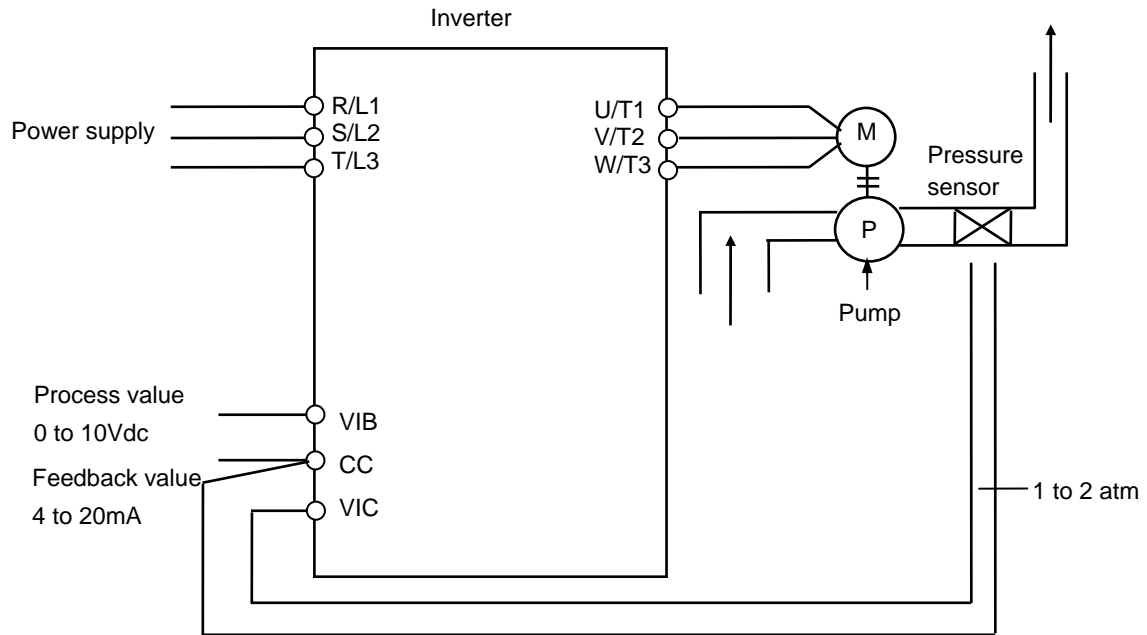 Inverter
Power supply
R/L1
S/L2
T/L3
U/T1
V/T2
W/T3
M
Pressure
sensor
P
Pump
Process value
0 to 10Vdc
Feedback value
4 to 20mA
VIB
CC
VIC
1 to 2 atm